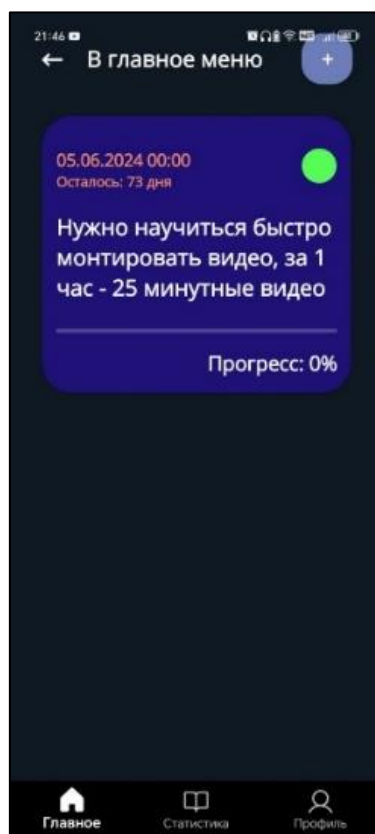 21:46
← В главное меню +
05.06.2024 00:00
Осталось: 73 дня
Нужно научиться быстро
монтировать видео, за 1
час - 25 минутные видео
Прогресс: 0%
Главное Статистика Профиль